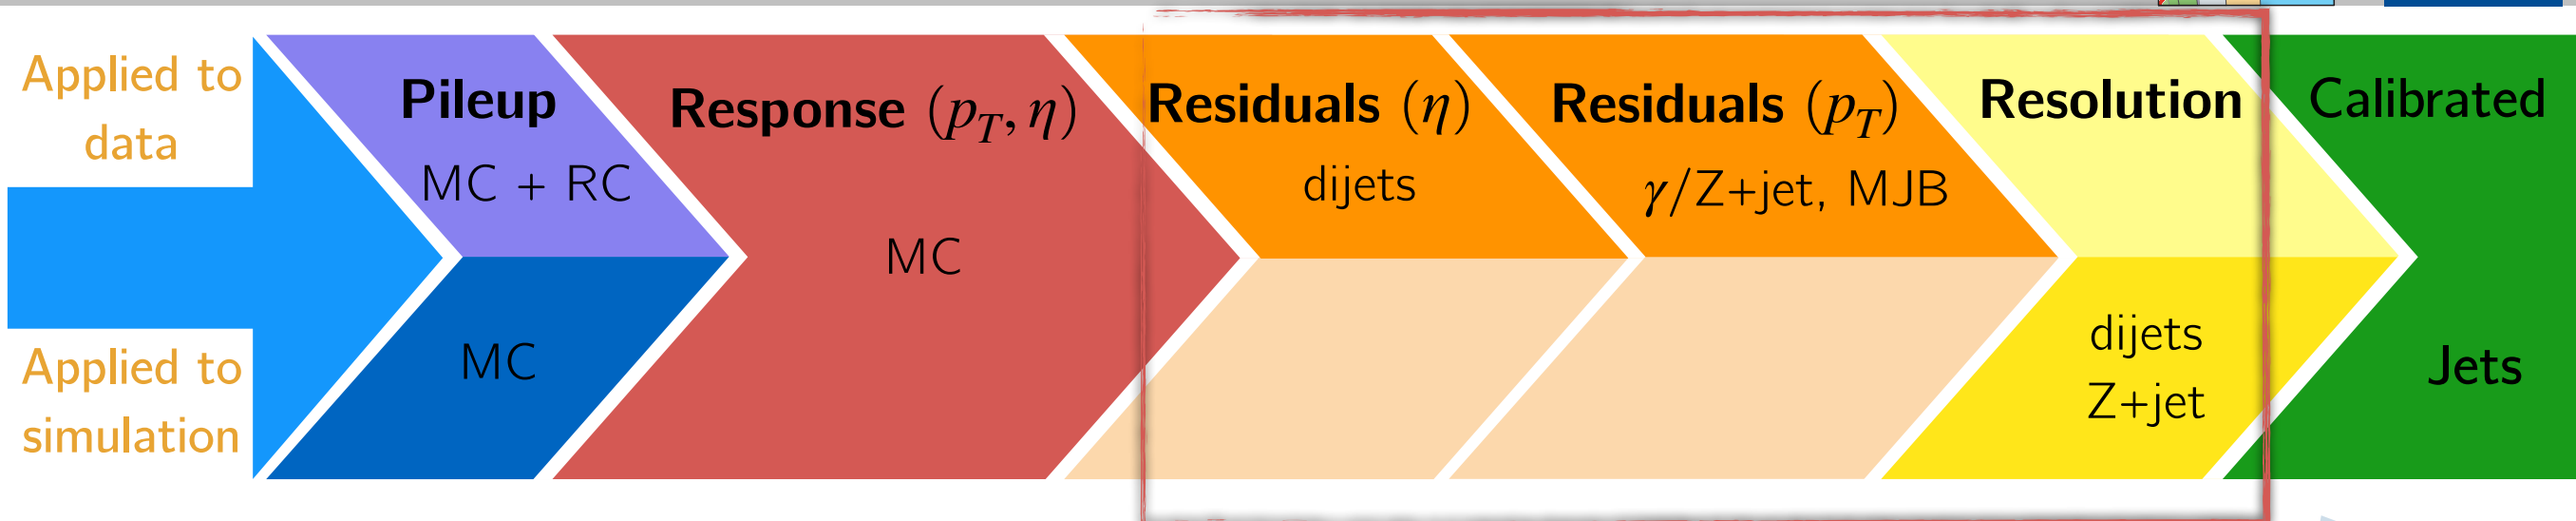 Applied to
data
Applied to
simulation
Pileup
MC + RC
MC
Response (p_T, η)
MC
Residuals (η)
dijets
Residuals (p_T)
γ/Z+jet, MJB
Resolution
dijets
Z+jet
Calibrated
Jets